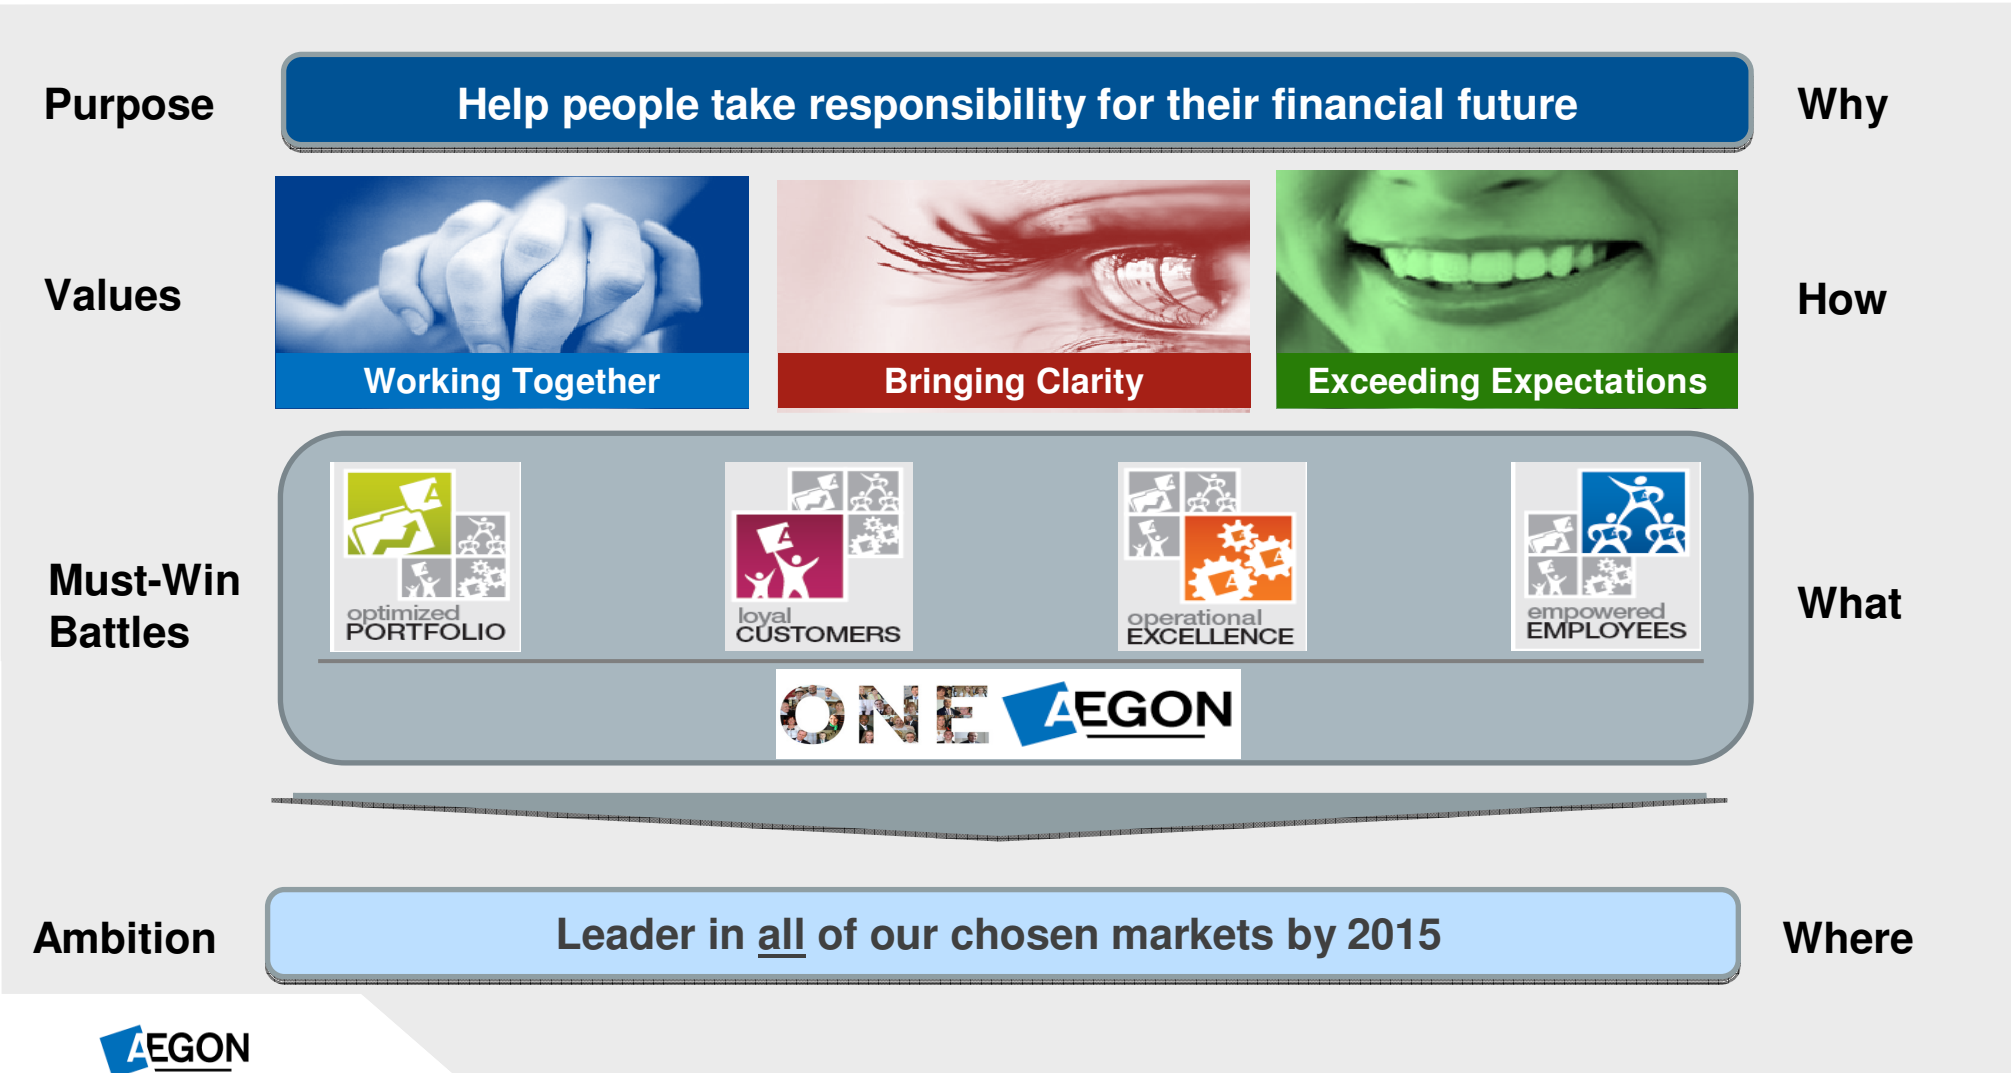 Purpose
Help people take responsibility for their financial future
Why
Values
Working Together
Bringing Clarity
Exceeding Expectations
How
Must-Win
Battles
optimized
PORTFOLIO
loyal
CUSTOMERS
operational
EXCELLENCE
empowered
EMPLOYEES
What
ONE AEGON
Ambition
Leader in all of our chosen markets by 2015
Where
AEGON